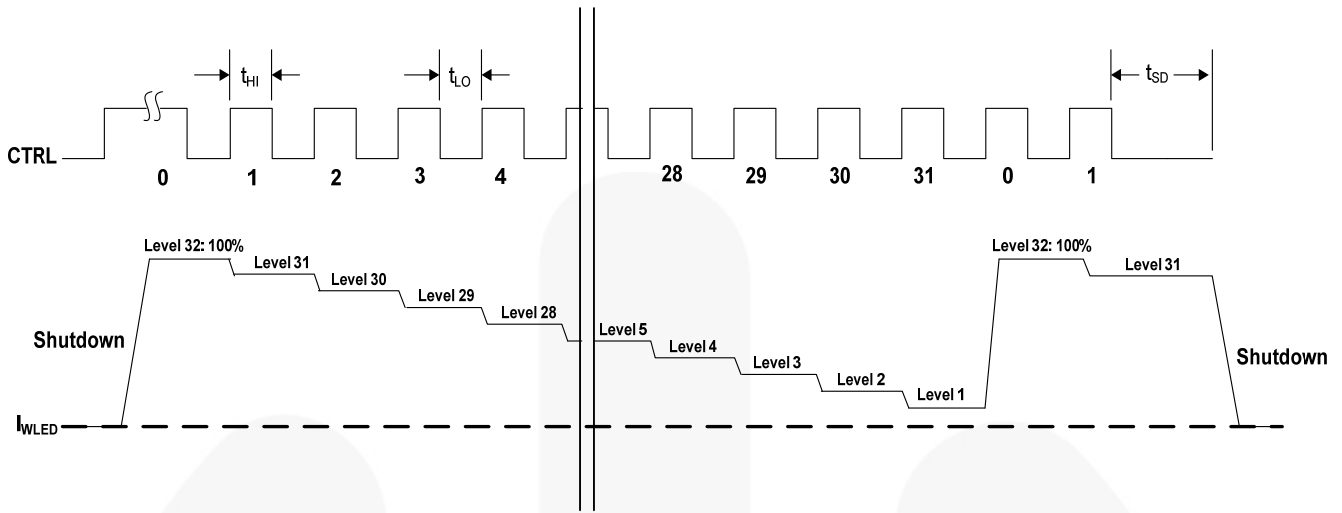 tHI
tLO
tSD
CTRL
0 1 2 3 4 28 29 30 31 0 1
Level 32: 100%
Level 31
Level 30
Level 29
Level 28
Level 5
Level 4
Level 3
Level 2
Level 1
Level 32: 100%
Level 31
Shutdown
Shutdown
IWLED